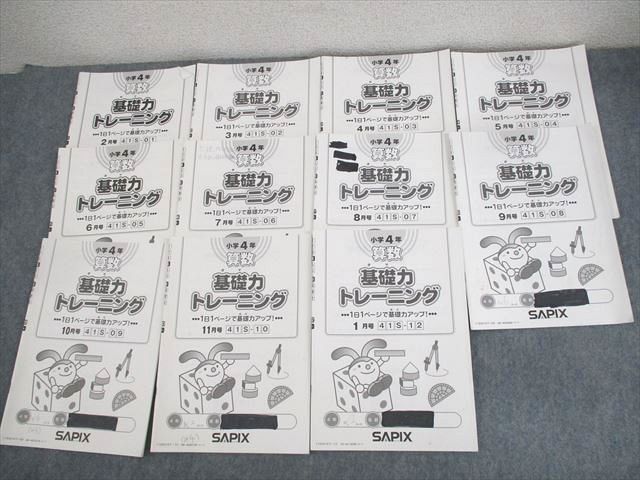 小学4年
算数
基礎力
トレーニング
•••1日1ページで基礎力アップ!•••
2月号 41S-01
小学4年
算数
基礎力
トレーニング
•••1日1ページで基礎力アップ!•••
3月号 41S-02
小学4年
算数
基礎力
トレーニング
•••1日1ページで基礎力アップ!•••
4月号 41S-03
小学4年
算数
基礎力
トレーニング
•••1日1ページで基礎力アップ!•••
5月号 41S-04
小学4年
算数
基礎力
トレーニング
•••1日1ページで基礎力アップ!•••
6月号 41S-05
小学4年
算数
基礎力
トレーニング
•••1日1ページで基礎力アップ!•••
7月号 41S-06
小学4年
算数
基礎力
トレーニング
•••1日1ページで基礎力アップ!•••
8月号 41S-07
小学4年
算数
基礎力
トレーニング
•••1日1ページで基礎力アップ!•••
9月号 41S-08
SAPIX
小学4年
算数
基礎力
トレーニング
•••1日1ページで基礎力アップ!•••
10月号 41S-09
SAPIX
小学4年
算数
基礎力
トレーニング
•••1日1ページで基礎力アップ!•••
11月号 41S-10
SAPIX
小学4年
算数
基礎力
トレーニング
•••1日1ページで基礎力アップ!•••
1月号 41S-12
SAPIX